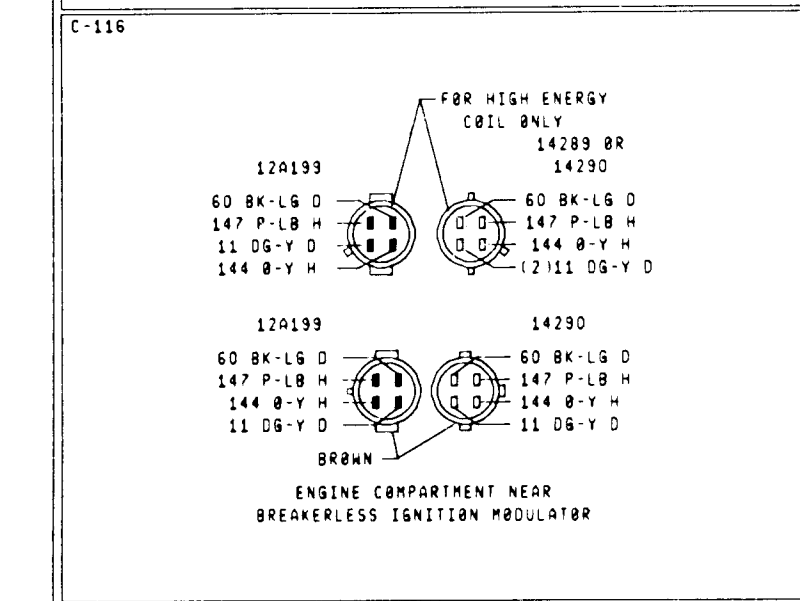 C-116
FOR HIGH ENERGY
COIL ONLY
14289 OR
14290
12A199
60 BK-LG D
147 P-LB H
11 DG-Y D
144 O-Y H
60 BK-LG D
147 P-LB H
144 O-Y H
(2)11 DG-Y D
12A199
14290
60 BK-LG D
147 P-LB H
144 O-Y H
11 DG-Y D
60 BK-LG D
147 P-LB H
144 O-Y H
11 DG-Y D
BROWN
ENGINE COMPARTMENT NEAR
BREAKERLESS IGNITION MODULATOR